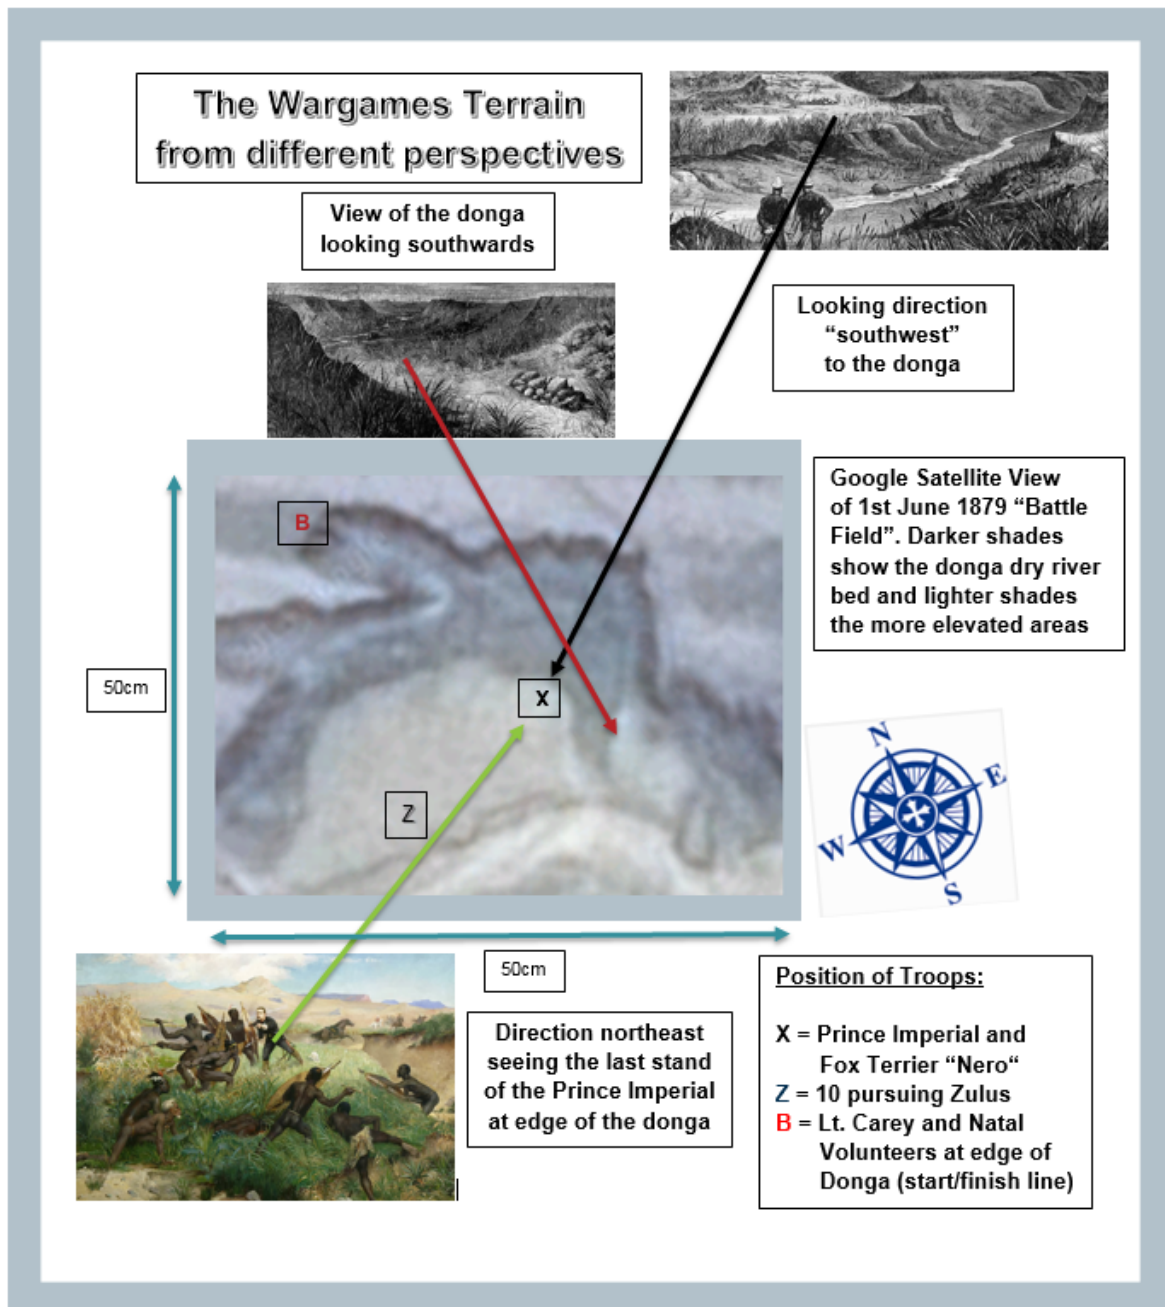 The Wargames Terrain
from different perspectives
View of the donga
looking southwards
Looking direction
“southwest”
to the donga
B
Google Satellite View
of 1st June 1879 “Battle
Field”. Darker shades
show the donga dry river
bed and lighter shades
the more elevated areas
50cm
X
Z
N
E
W
S
50cm
Direction northeast
seeing the last stand
of the Prince Imperial
at edge of the donga
Position of Troops:
X = Prince Imperial and
Fox Terrier “Nero“
Z = 10 pursuing Zulus
B = Lt. Carey and Natal
Volunteers at edge of
Donga (start/finish line)